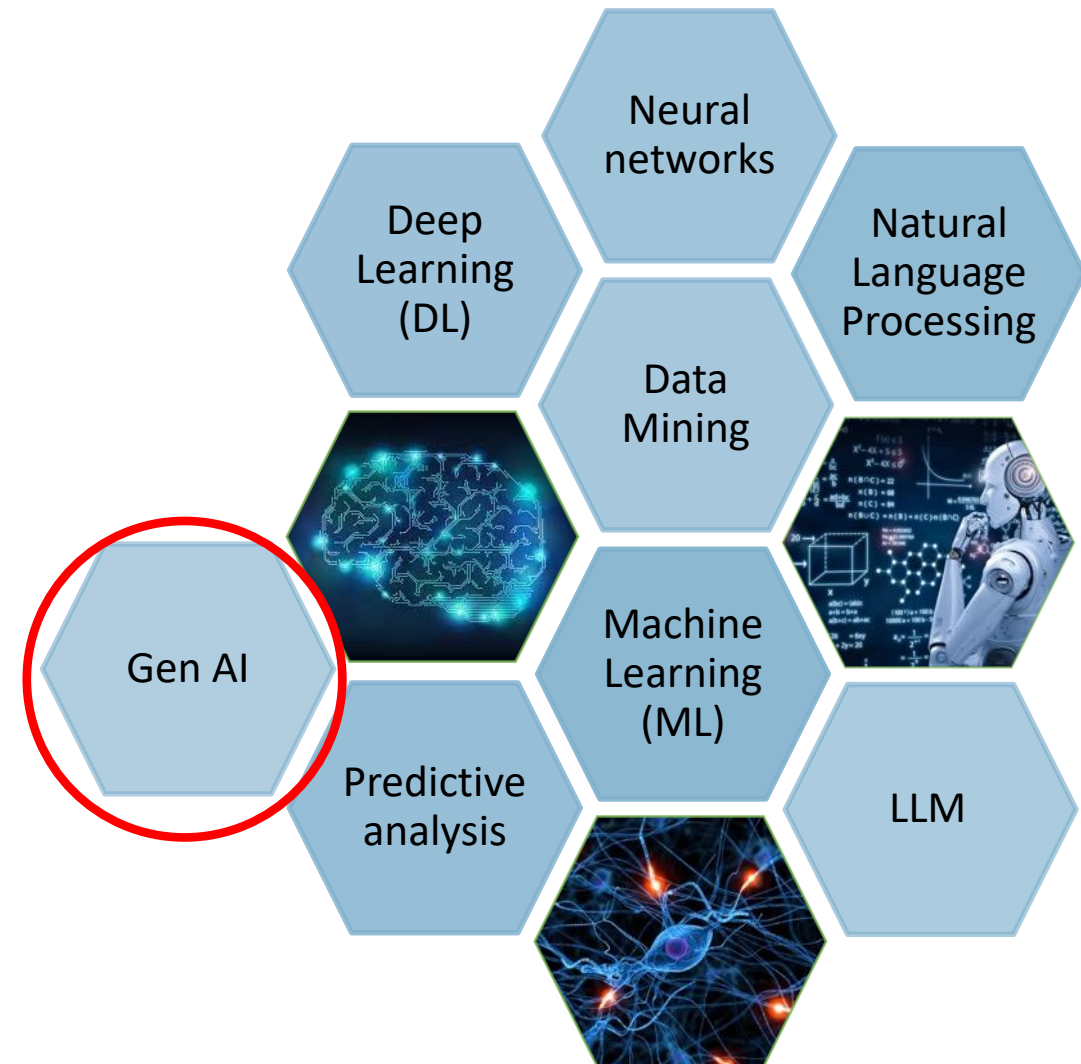 Neural
networks
Deep
Learning
(DL)
Natural
Language
Processing
Data
Mining
Gen AI
Machine
Learning
(ML)
Predictive
analysis
LLM